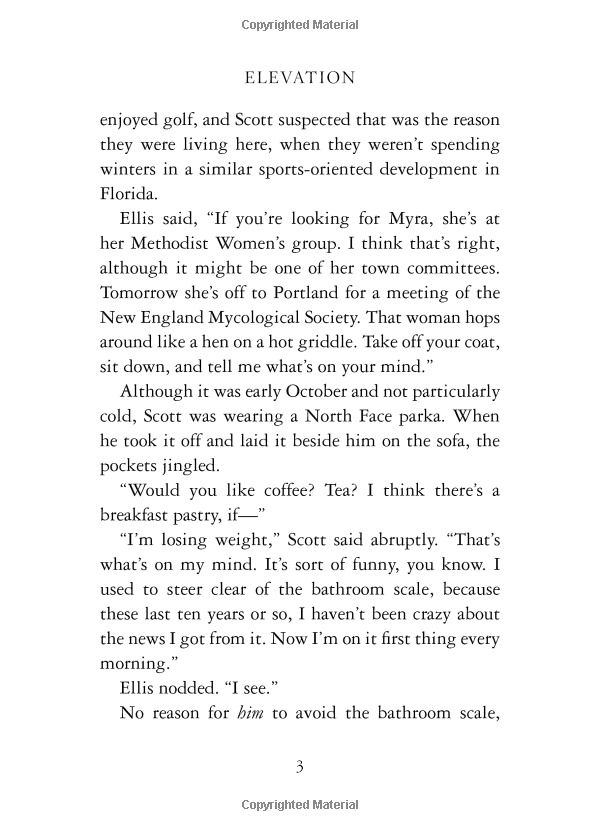 Copyrighted Material
ELEVATION
enjoyed golf, and Scott suspected that was the reason
they were living here, when they weren’t spending
winters in a similar sports-oriented development in
Florida.
Ellis said, “If you’re looking for Myra, she’s at
her Methodist Women’s group. I think that’s right,
although it might be one of her town committees.
Tomorrow she’s off to Portland for a meeting of the
New England Mycological Society. That woman hops
around like a hen on a hot griddle. Take off your coat,
sit down, and tell me what’s on your mind.”
Although it was early October and not particularly
cold, Scott was wearing a North Face parka. When
he took it off and laid it beside him on the sofa, the
pockets jingled.
“Would you like coffee? Tea? I think there’s a
breakfast pastry, if—”
“I’m losing weight,” Scott said abruptly. “That’s
what’s on my mind. It’s sort of funny, you know. I
used to steer clear of the bathroom scale, because
these last ten years or so, I haven’t been crazy about
the news I got from it. Now I’m on it first thing every
morning.”
Ellis nodded. “I see.”
No reason for him to avoid the bathroom scale,
3
Copyrighted Material